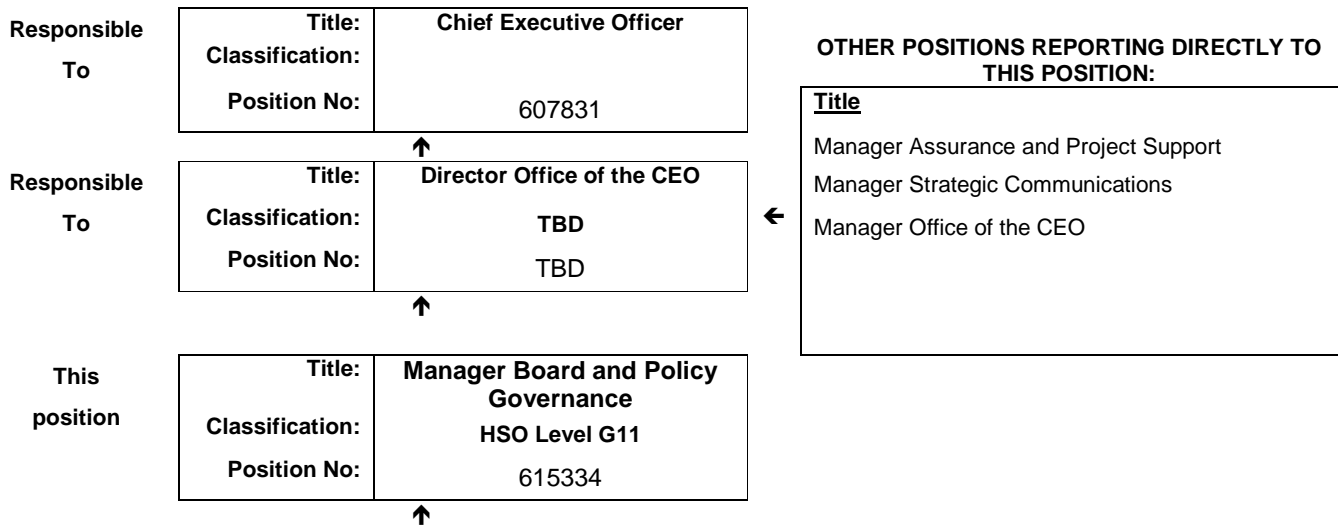 Responsible
To
Title: Chief Executive Officer
Classification:
Position No: 607831
Responsible
To
Title: Director Office of the CEO
Classification: TBD
Position No: TBD
This
position
Title: Manager Board and Policy
Governance
Classification: HSO Level G11
Position No: 615334
OTHER POSITIONS REPORTING DIRECTLY TO
THIS POSITION:
Title
Manager Assurance and Project Support
Manager Strategic Communications
Manager Office of the CEO